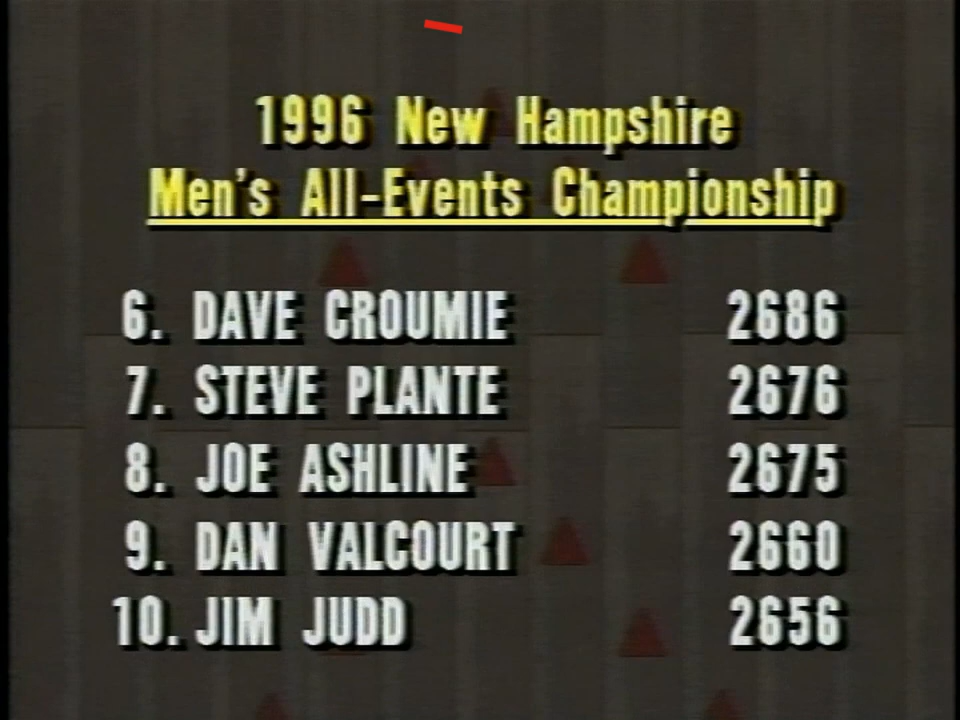 1996 New Hampshire
Men's All-Events Championship
6. DAVE CROUMIE 2686
7. STEVE PLANTE 2676
8. JOE ASHLINE 2675
9. DAN VALCOURT 2660
10. JIM JUDD 2656